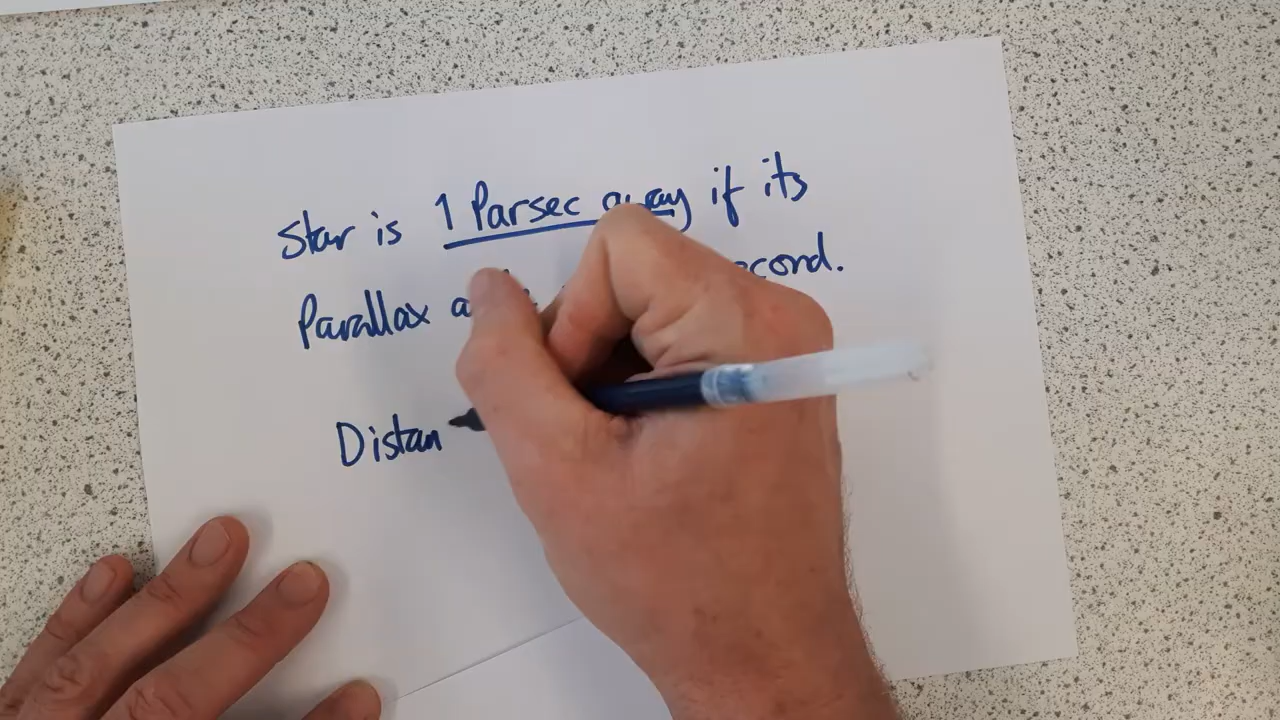 Star is 1 Parsec away if its
Parallax
Distan